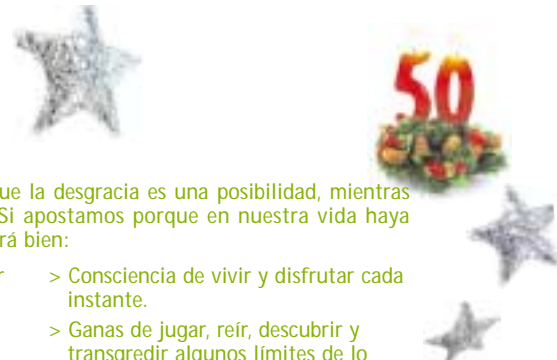 50
ue la desgracia es una posibilidad, mientras
Si apostamos porque en nuestra vida haya
rá bien:
r > Consciencia de vivir y disfrutar cada
instante.
> Ganas de jugar, reír, descubrir y
transgredir algunos límites de lo